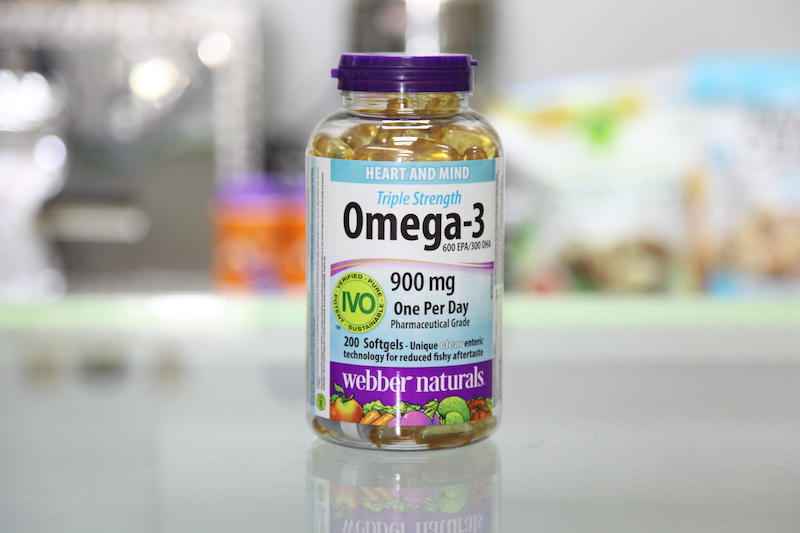 HEART AND MIND
Triple Strength
Omega-3
600 EPA/300 DHA
900 mg
VERIFIED · PURE
IVO
POTENT · SUSTAINABLE
One Per Day
Pharmaceutical Grade
200 Softgels - Unique clear enteric
technology for reduced fishy aftertaste
webber naturals